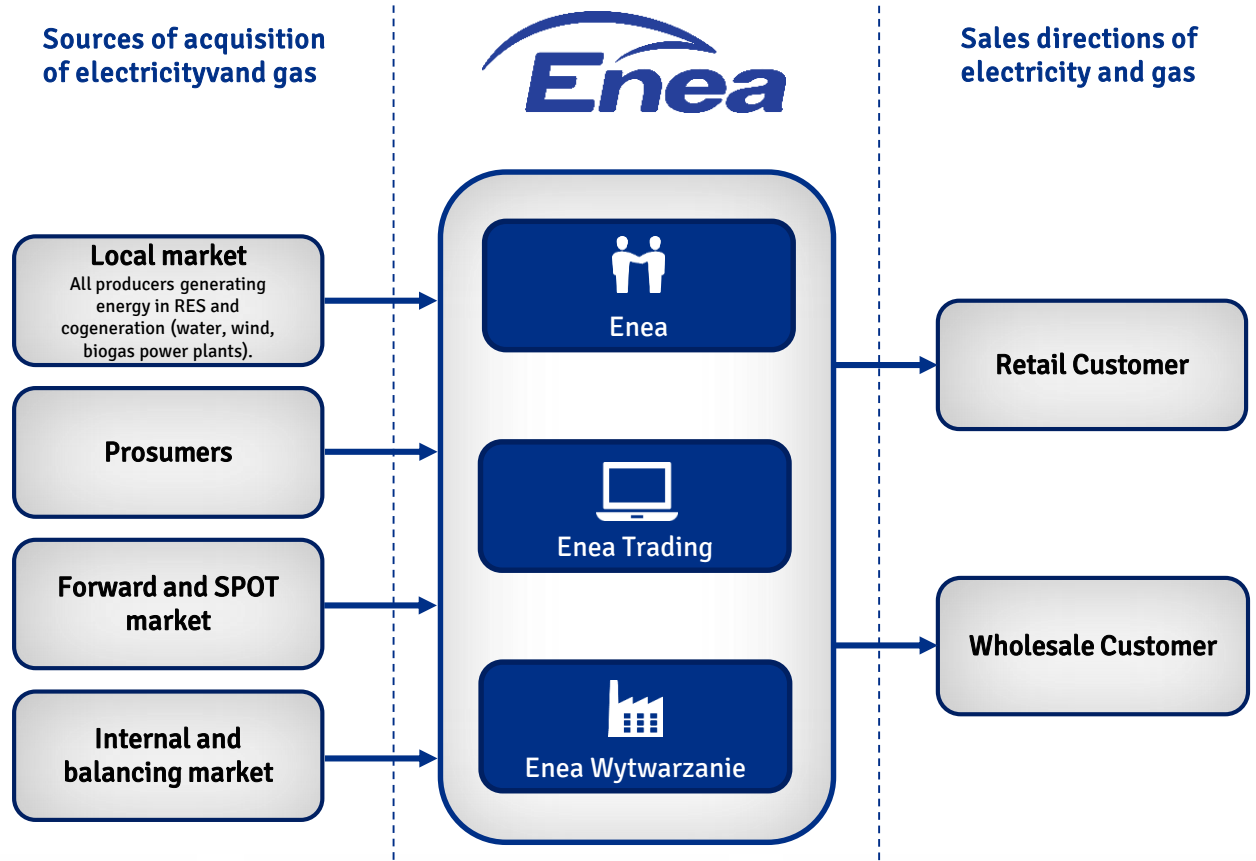 Sources of acquisition
of electricityvand gas
Enea
Sales directions of
electricity and gas
Local market
All producers generating
energy in RES and
cogeneration (water, wind,
biogas power plants).
Prosumers
Forward and SPOT
market
Internal and
balancing market
Enea
Enea Trading
Enea Wytwarzanie
Retail Customer
Wholesale Customer